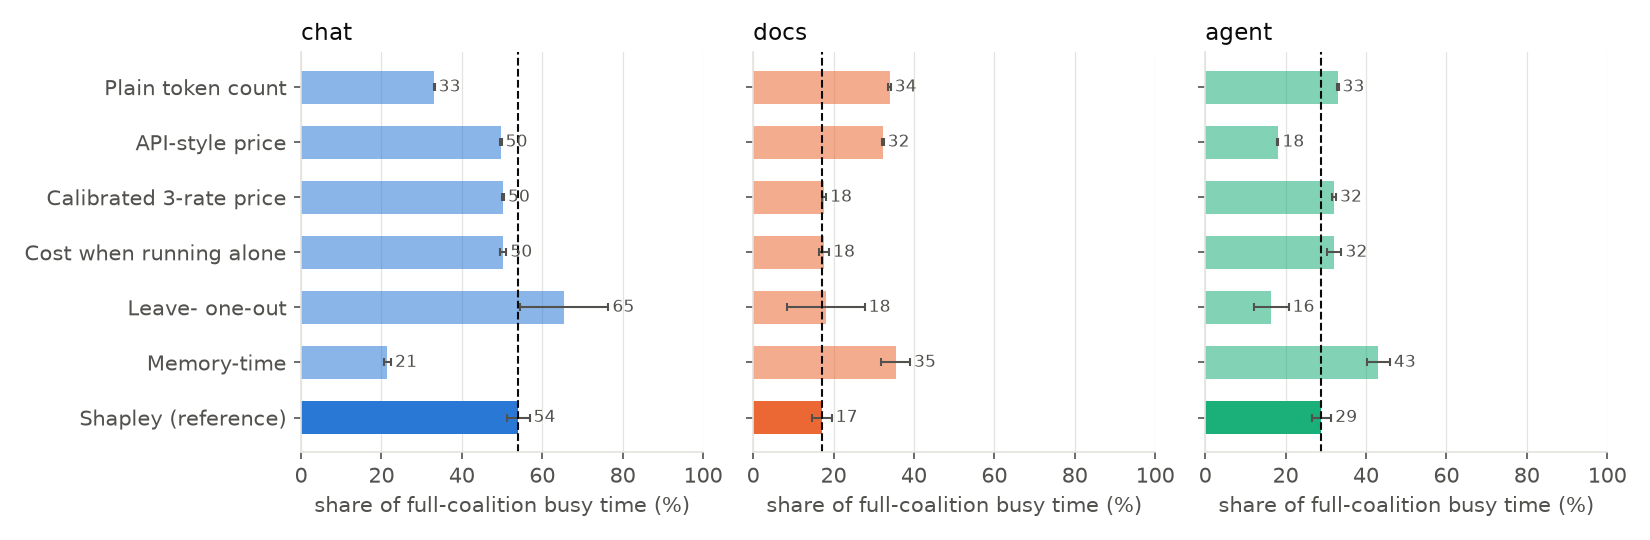 chat docs agent
Plain token count 33 34 33
API-style price 50 32 18
Calibrated 3-rate price 50 18 32
Cost when running alone 50 18 32
Leave- one-out 65 18 16
Memory-time 21 35 43
Shapley (reference) 54 17 29
0 20 40 60 80 100 0 20 40 60 80 100 0 20 40 60 80 100
share of full-coalition busy time (%) share of full-coalition busy time (%) share of full-coalition busy time (%)